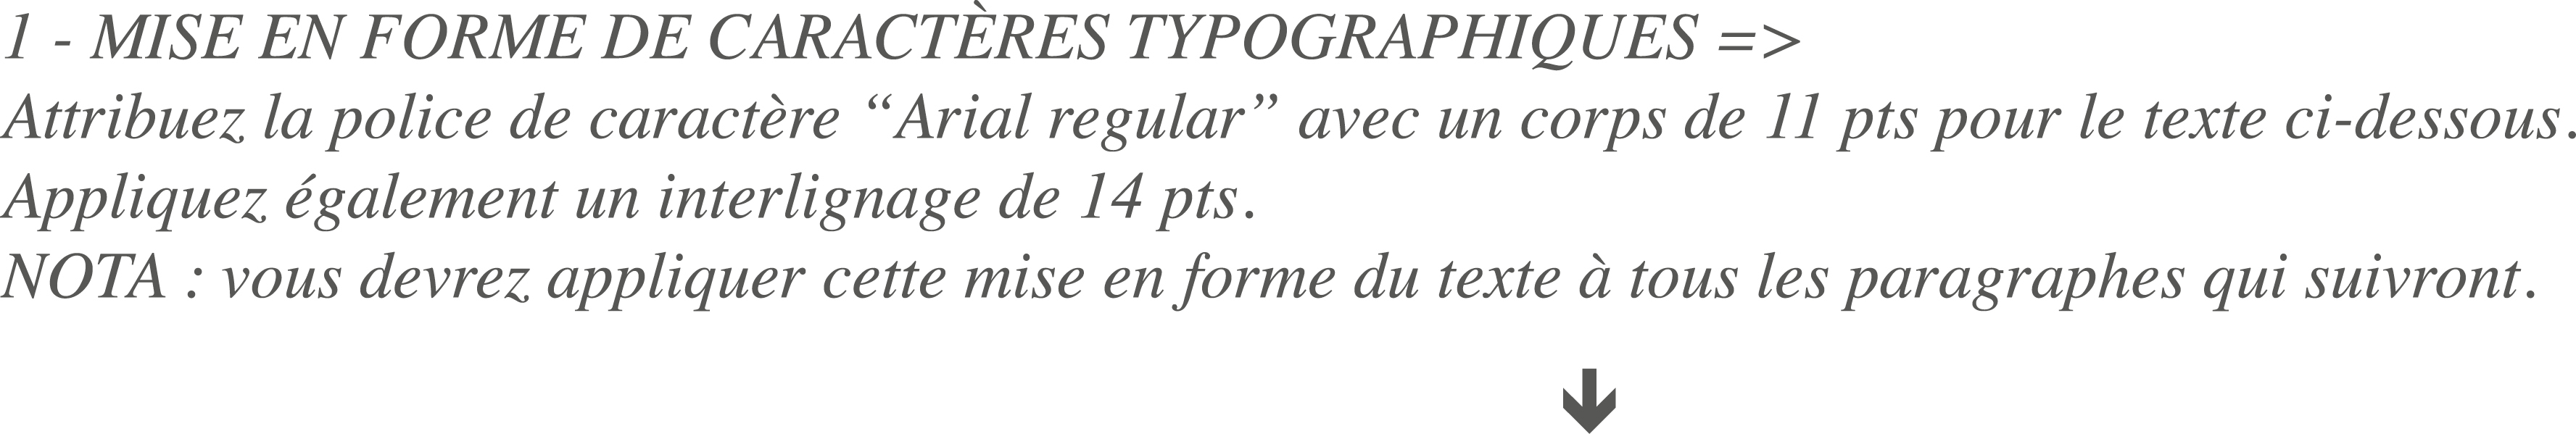 1 - MISE EN FORME DE CARACTÈRES TYPOGRAPHIQUES =>
Attribuez la police de caractère “Arial regular” avec un corps de 11 pts pour le texte ci-dessous.
Appliquez également un interlignage de 14 pts.
NOTA : vous devrez appliquer cette mise en forme du texte à tous les paragraphes qui suivront.